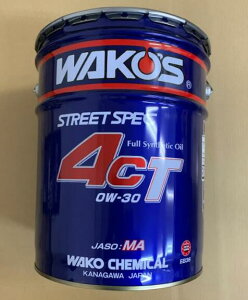 WAKO'S
®
STREET SPEC
Full Synthetic Oil
4CT
0W-30
JASO: MA
WAKO CHEMICAL
KANAGAWA JAPAN